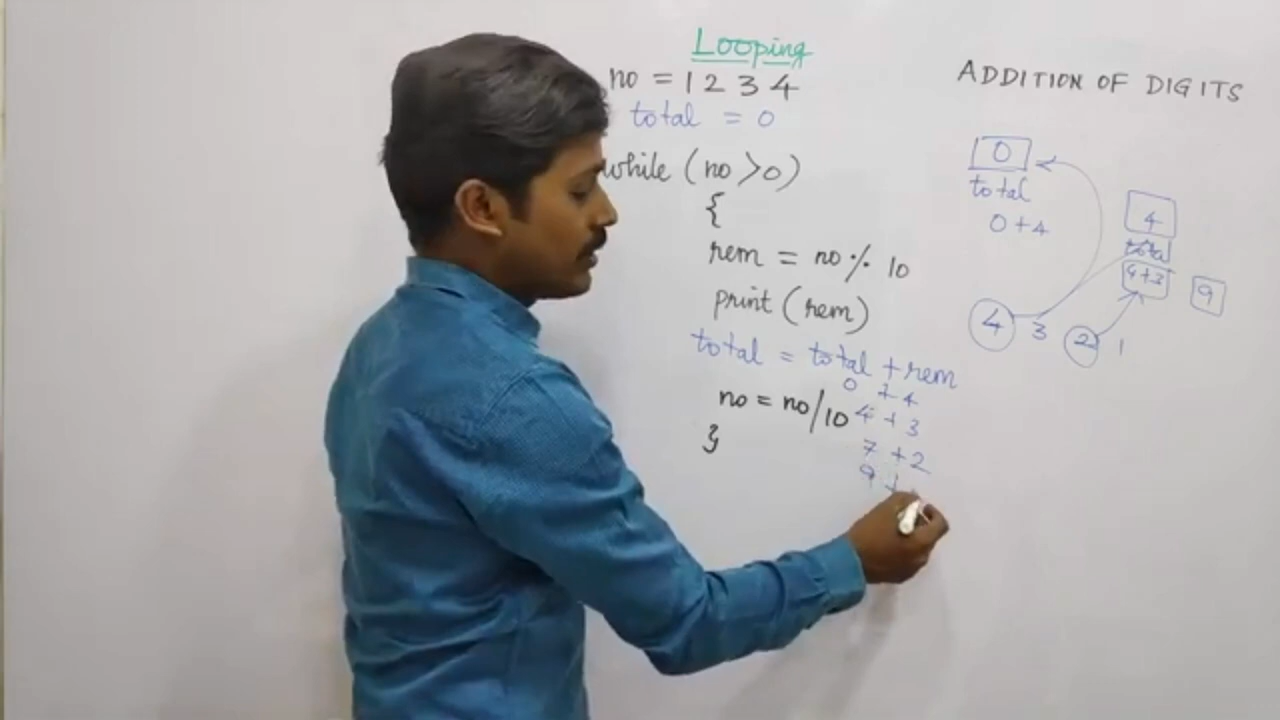 Looping
no = 1 2 3 4
total = 0
while (no >0)
{
rem = no % 10
print (rem)
total = total + rem
0 + 4
no = no/10
4 + 3
}
7 + 2
9 +
ADDITION OF DIGITS
0
total
0+4
4
total
4+3
9
4 3 2 1